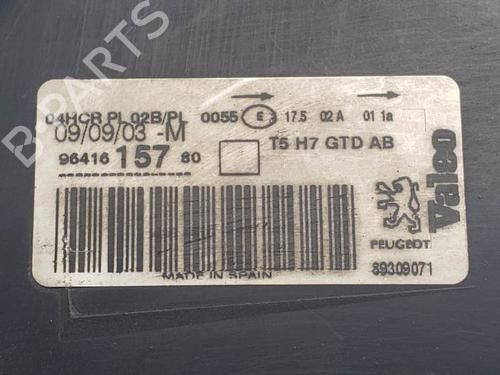 04HCR PL 02B/PL 0055 E 17.5 02 A 01 1a
09/09/03 -M
96416 157 80
T5 H7 GTD AB
Valeo
PEUGEOT
89309071
MADE IN SPAIN
B PARTS